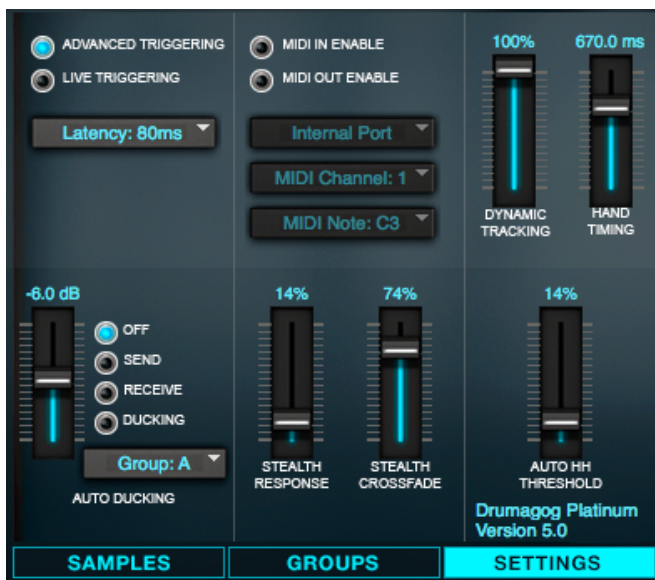 ADVANCED TRIGGERING
LIVE TRIGGERING
Latency: 80ms
MIDI IN ENABLE
MIDI OUT ENABLE
Internal Port
MIDI Channel: 1
MIDI Note: C3
100%
670.0 ms
DYNAMIC
TRACKING
HAND
TIMING
-6.0 dB
OFF
SEND
RECEIVE
DUCKING
Group: A
AUTO DUCKING
14%
74%
STEALTH
RESPONSE
STEALTH
CROSSFADE
14%
AUTO HH
THRESHOLD
Drumagog Platinum
Version 5.0
SAMPLES
GROUPS
SETTINGS